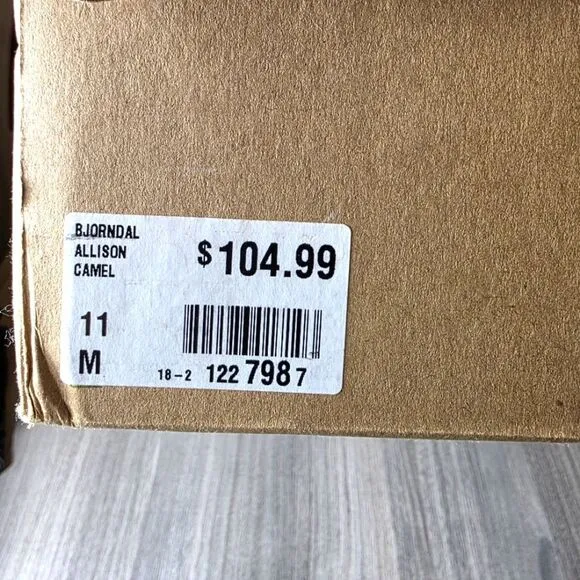 BJORNDAL
ALLISON
CAMEL
$104.99
11
M
18-2 122 798 7